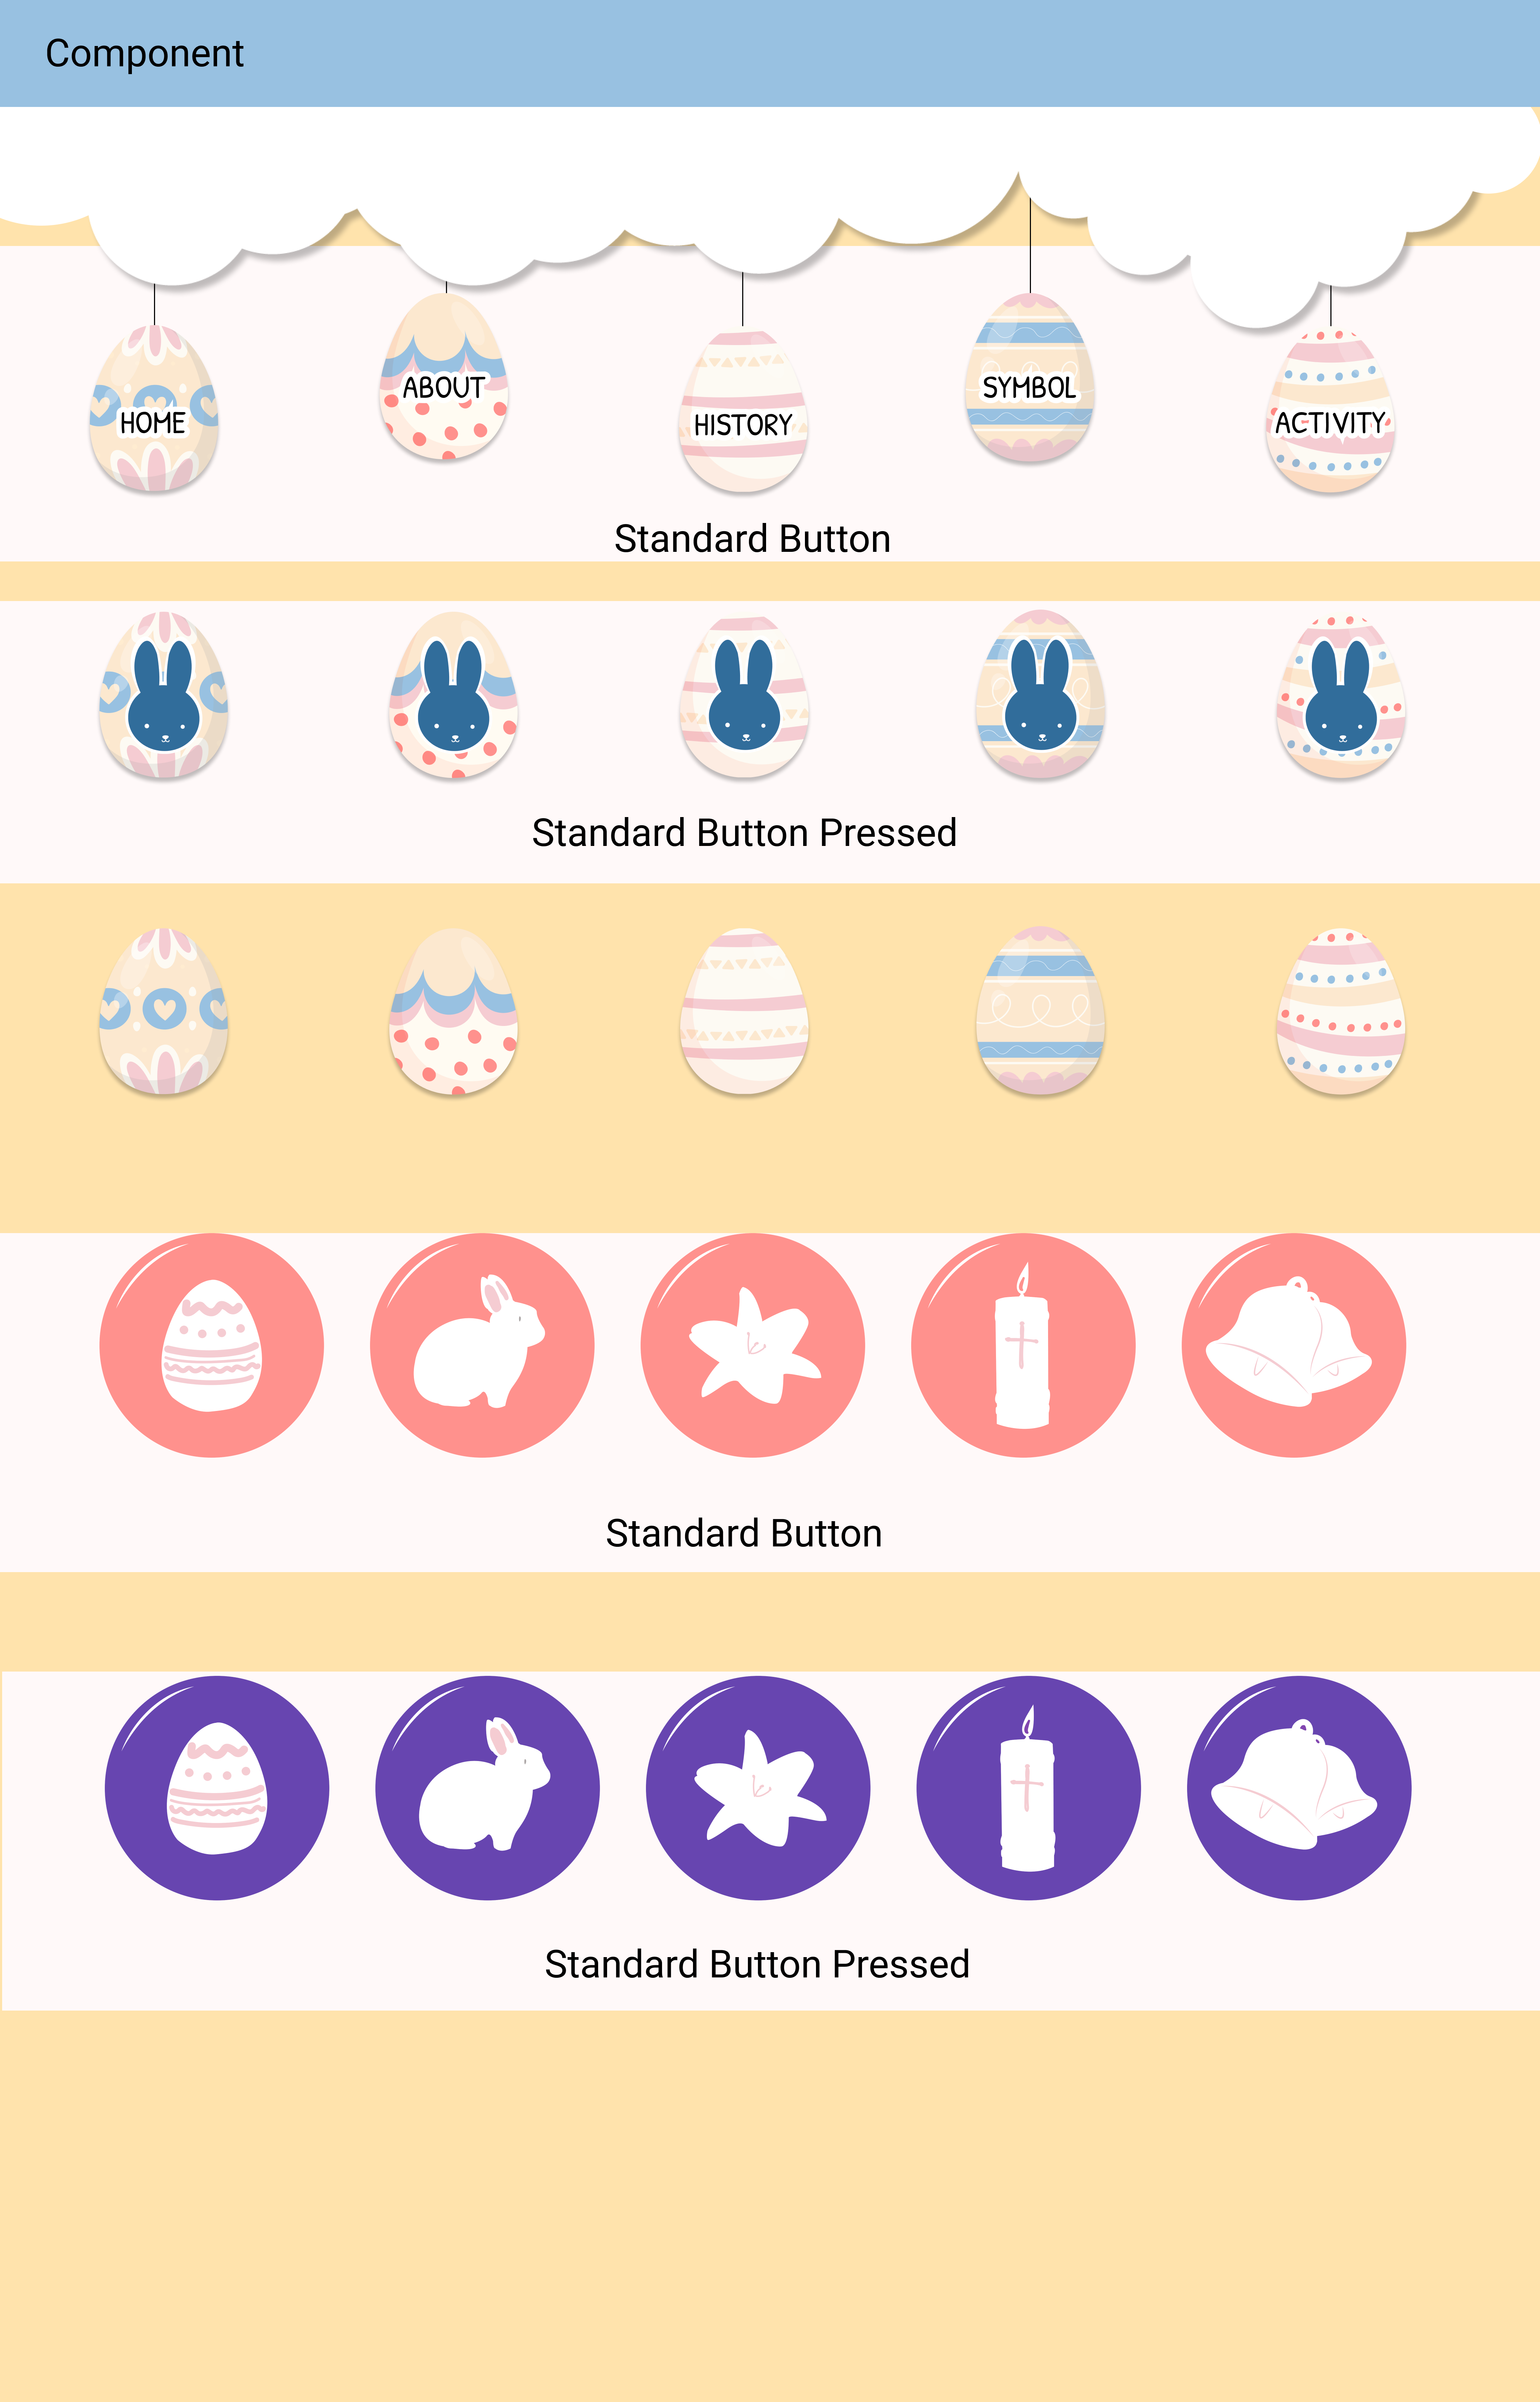 Component
HOME
ABOUT
HISTORY
SYMBOL
ACTIVITY
Standard Button
Standard Button Pressed
Standard Button
Standard Button Pressed